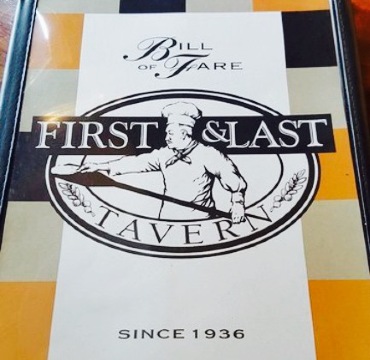 BILL
OF FARE
FIRST & LAST
TAVERN
SINCE 1936